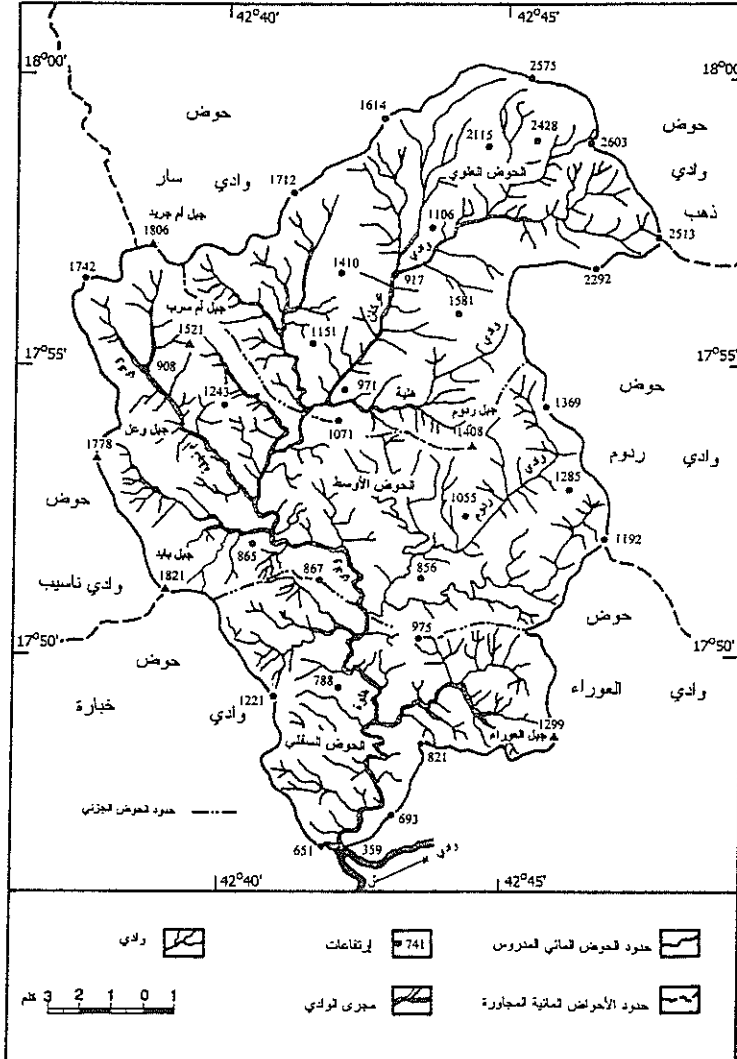 42°40'
42°45'
18°00'
18°00'
2575
حوض
1614
2115
2428
2603
حوض
الحوض العلوي
وادي
1712
وادي سار
ذهب
جبل أم جريد
1806
1106
وادي
2513
1742
1410
917
2292
جبل أم سرب
1581
1521
1151
وادي
17°55'
17°55'
908
971
حوض
1243
جبل ردوم
1369
جبل وعل
1071
1408
1778
وادي ردوم
الحوض الأوسط
وادي
1285
حوض
1055
ردوم
1192
865
867
856
1821
وادي ناسيب
975
حوض
17°50'
17°50'
حوض
788
وادي العوراء
خبارة
وادي
1221
1299
الحوض السفلي
جبل العوراء
821
حدود الحوض الجزئي
693
651
359
وادي
42°40'
42°45'
وادي
741
إرتفاعات
حدود الحوض المائي المدروس
3 2 1 0 1 كلم
مجرى الوادي
حدود الأحواض المائية المجاورة